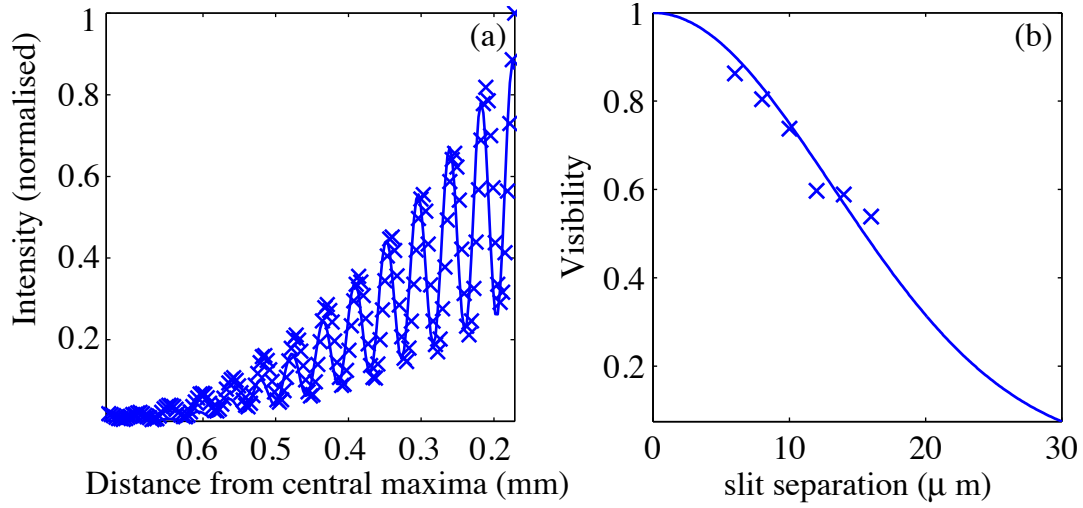 (a)
Intensity (normalised)
1
0.8
0.6
0.4
0.2
0.6 0.5 0.4 0.3 0.2
Distance from central maxima (mm)
(b)
Visibility
1
0.8
0.6
0.4
0.2
0 10 20 30
slit separation (μ m)